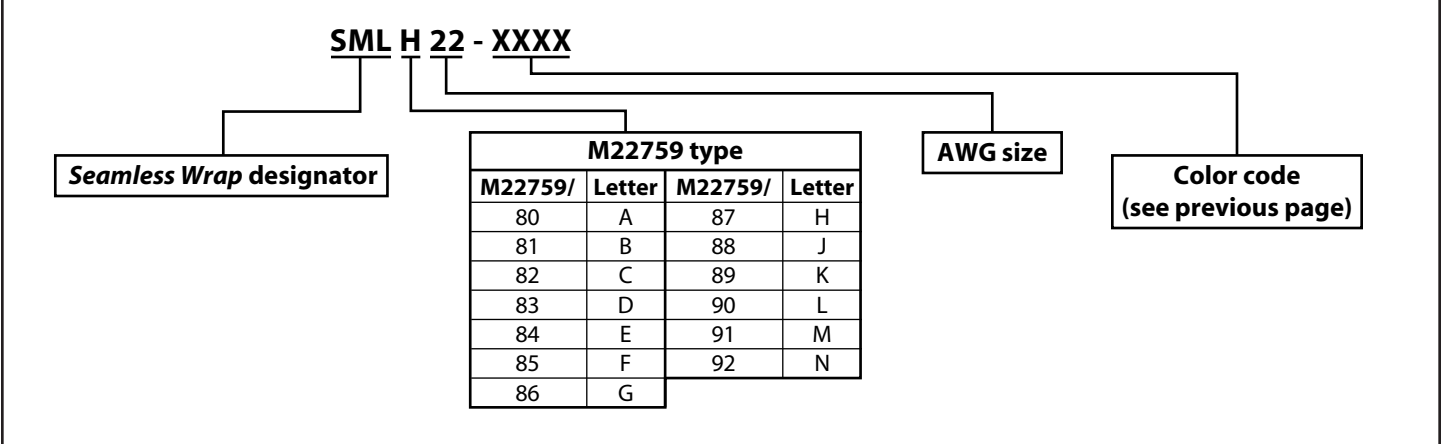 SML H 22 - XXXX
Seamless Wrap designator
M22759 type
AWG size
Color code
(see previous page)
M22759/ Letter M22759/ Letter
80 A 87 H
81 B 88 J
82 C 89 K
83 D 90 L
84 E 91 M
85 F 92 N
86 G